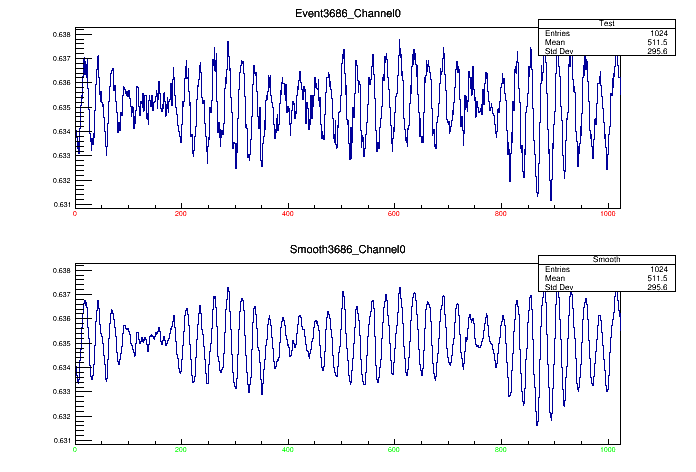 Event3686_Channel0
Test
Entries 1024
Mean 511.5
Std Dev 295.6
0.638
0.637
0.636
0.635
0.634
0.633
0.632
0.631
0 200 400 600 800 1000
Smooth3686_Channel0
Smooth
Entries 1024
Mean 511.5
Std Dev 295.6
0.638
0.637
0.636
0.635
0.634
0.633
0.632
0.631
0 200 400 600 800 1000